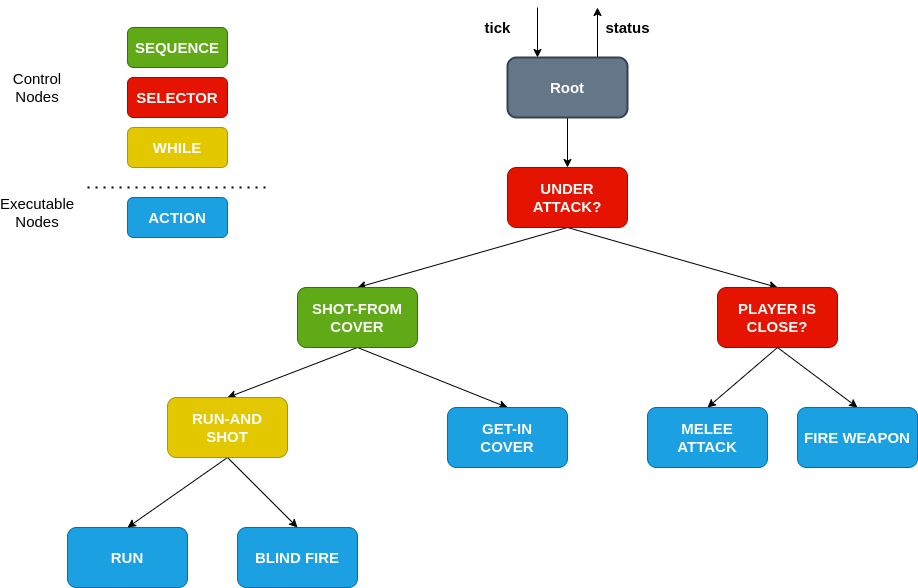 SEQUENCE
Control
Nodes
SELECTOR
WHILE
Executable
Nodes
ACTION
tick
status
Root
UNDER
ATTACK?
SHOT-FROM
COVER
PLAYER IS
CLOSE?
RUN-AND
SHOT
GET-IN
COVER
MELEE
ATTACK
FIRE WEAPON
RUN
BLIND FIRE